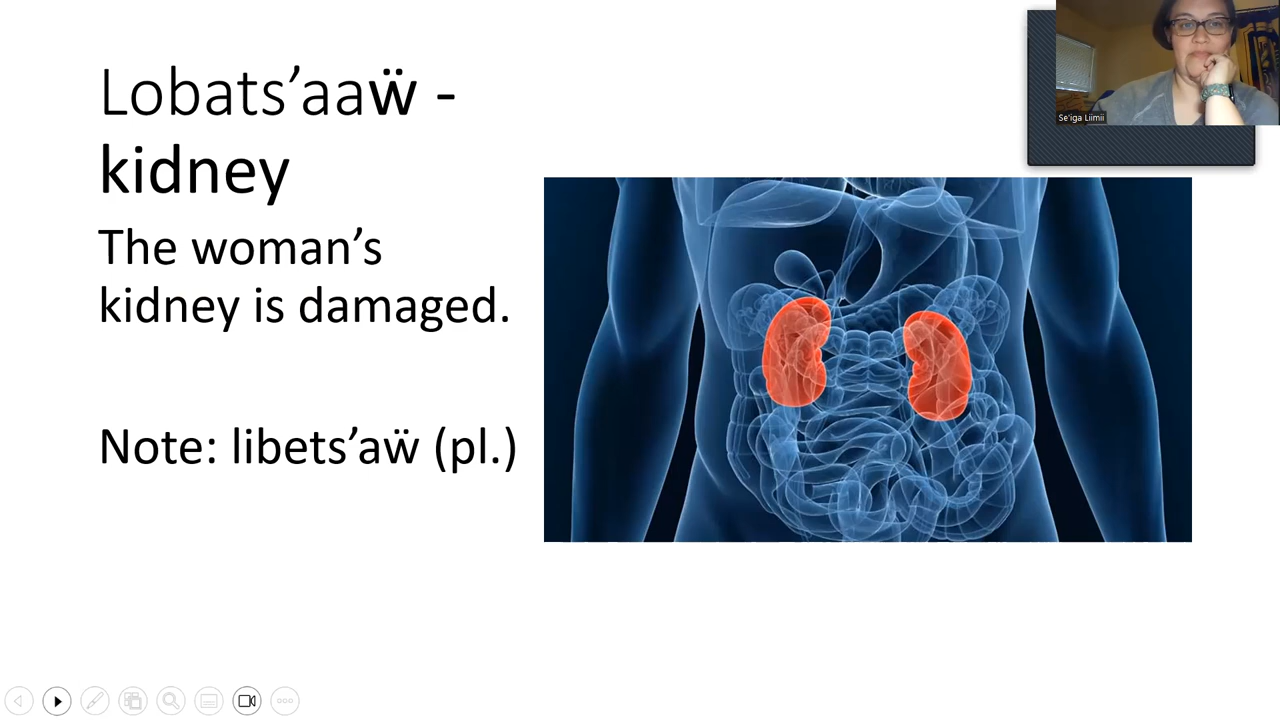 Lobats’aaẅ -
kidney
The woman’s
kidney is damaged.
Note: libets’aẅ (pl.)
Se'iga Liimii